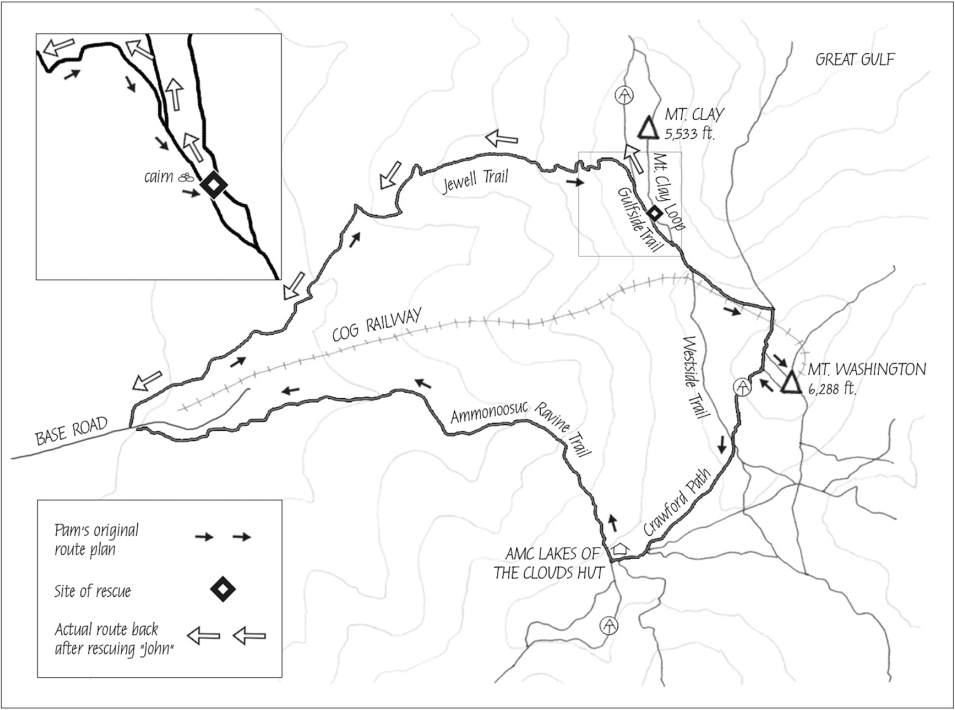 GREAT GULF
MT. CLAY
5,533 ft.
Mt. Clay Loop
Gulfside Trail
Jewell Trail
cairn
COG RAILWAY
Westside Trail
MT. WASHINGTON
6,288 ft.
Ammonoosuc Ravine Trail
BASE ROAD
Crawford Path
AMC LAKES OF
THE CLOUDS HUT
Pam's original
route plan
Site of rescue
Actual route back
after rescuing "John"